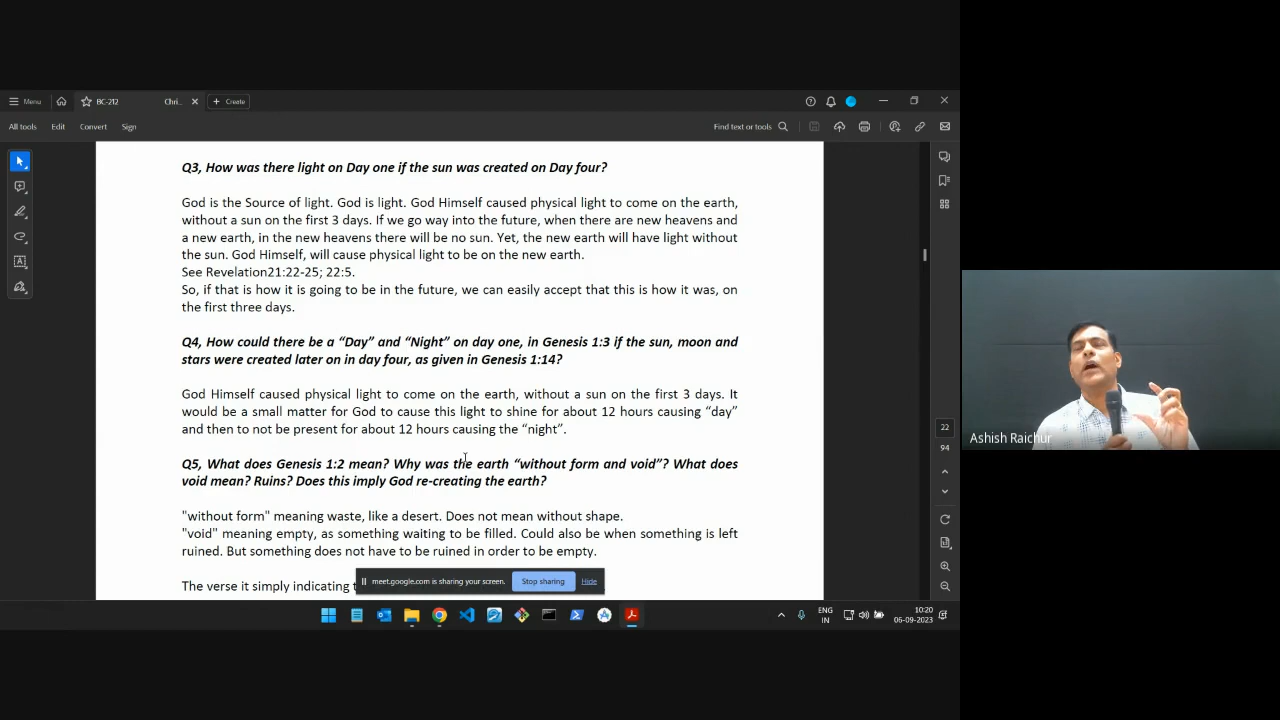 Menu
BC-212
Chri...
Create
All tools
Edit
Convert
Sign
Find text or tools
Q3, How was there light on Day one if the sun was created on Day four?
God is the Source of light. God is light. God Himself caused physical light to come on the earth,
without a sun on the first 3 days. If we go way into the future, when there are new heavens and
a new earth, in the new heavens there will be no sun. Yet, the new earth will have light without
the sun. God Himself, will cause physical light to be on the new earth.
See Revelation21:22-25; 22:5.
So, if that is how it is going to be in the future, we can easily accept that this is how it was, on
the first three days.
Q4, How could there be a “Day” and “Night” on day one, in Genesis 1:3 if the sun, moon and
stars were created later on in day four, as given in Genesis 1:14?
God Himself caused physical light to come on the earth, without a sun on the first 3 days. It
would be a small matter for God to cause this light to shine for about 12 hours causing “day”
and then to not be present for about 12 hours causing the “night”.
Q5, What does Genesis 1:2 mean? Why was the earth “without form and void”? What does
void mean? Ruins? Does this imply God re-creating the earth?
"without form" meaning waste, like a desert. Does not mean without shape.
"void" meaning empty, as something waiting to be filled. Could also be when something is left
ruined. But something does not have to be ruined in order to be empty.
The verse it simply indicating
22
94
meet.google.com is sharing your screen.
Stop sharing
Hide
ENG
IN
10:20
06-09-2023
Ashish Raichur